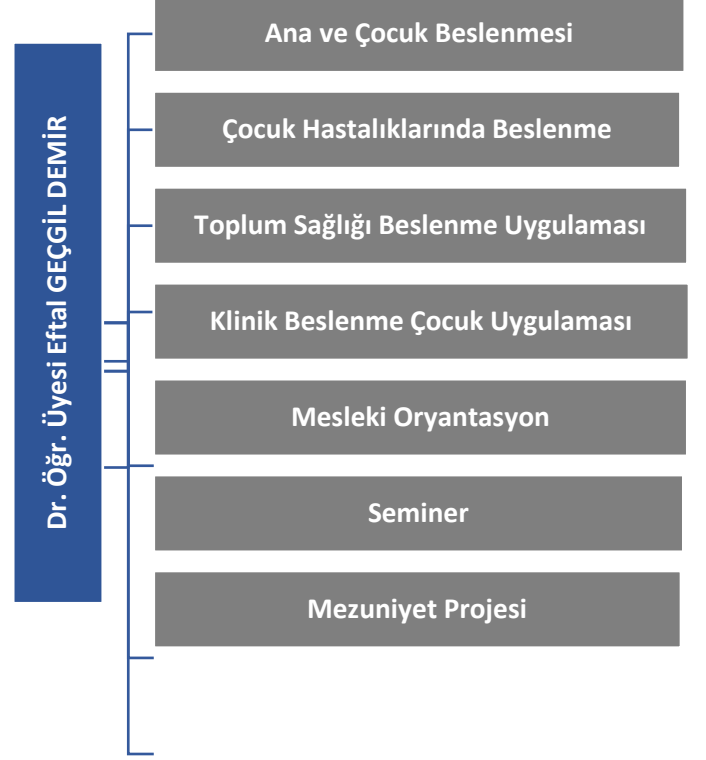 Dr. Öğr. Üyesi Eftal GEÇGİL DEMİR
Ana ve Çocuk Beslenmesi
Çocuk Hastalıklarında Beslenme
Toplum Sağlığı Beslenme Uygulaması
Klinik Beslenme Çocuk Uygulaması
Mesleki Oryantasyon
Seminer
Mezuniyet Projesi